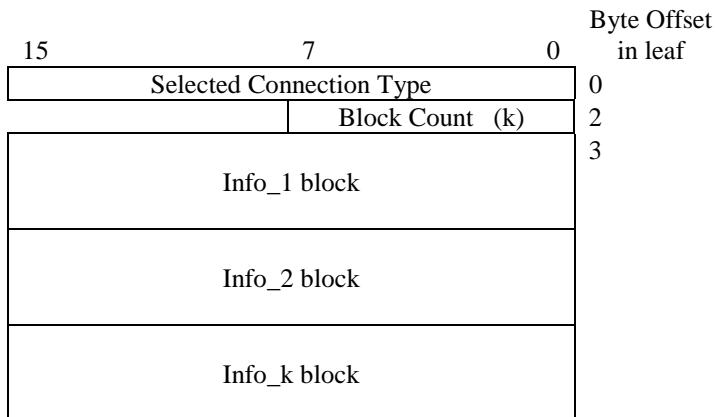 Byte Offset
15 7 0 in leaf
Selected Connection Type 0
Block Count (k) 2
3
Info_1 block
Info_2 block
Info_k block